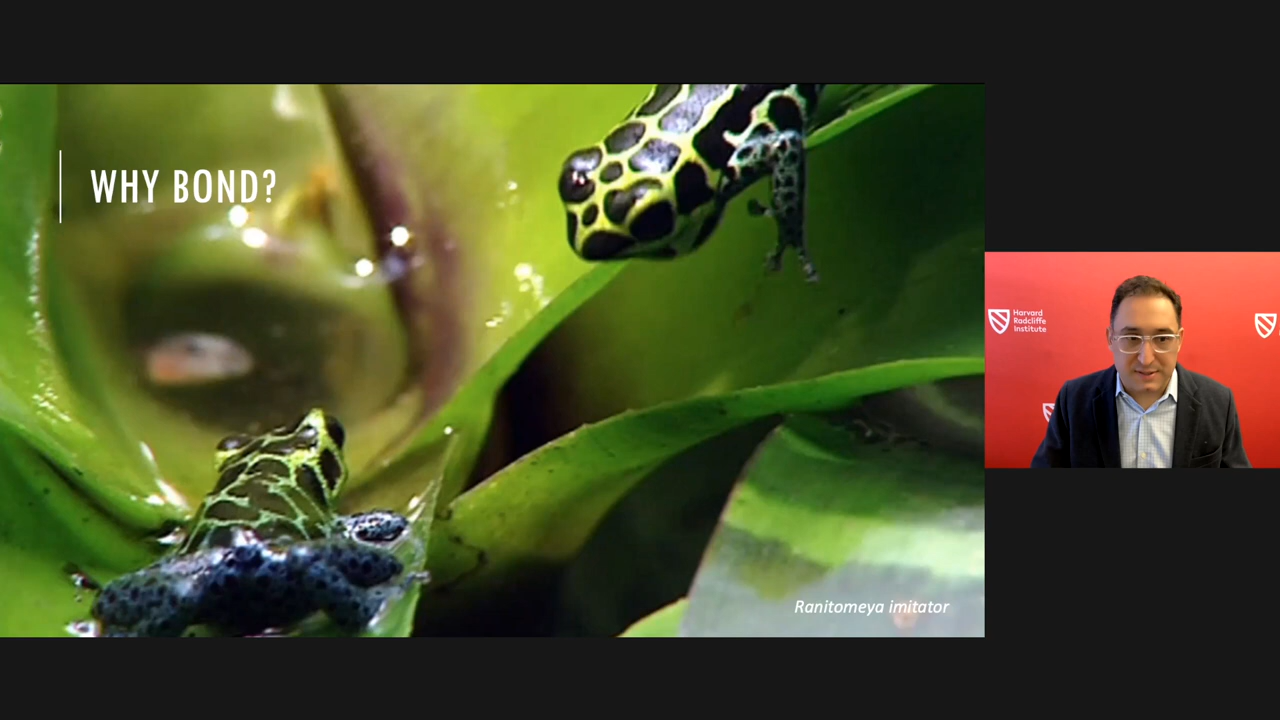 WHY BOND?
Harvard
Radcliffe
Institute
Ranitomeya imitator